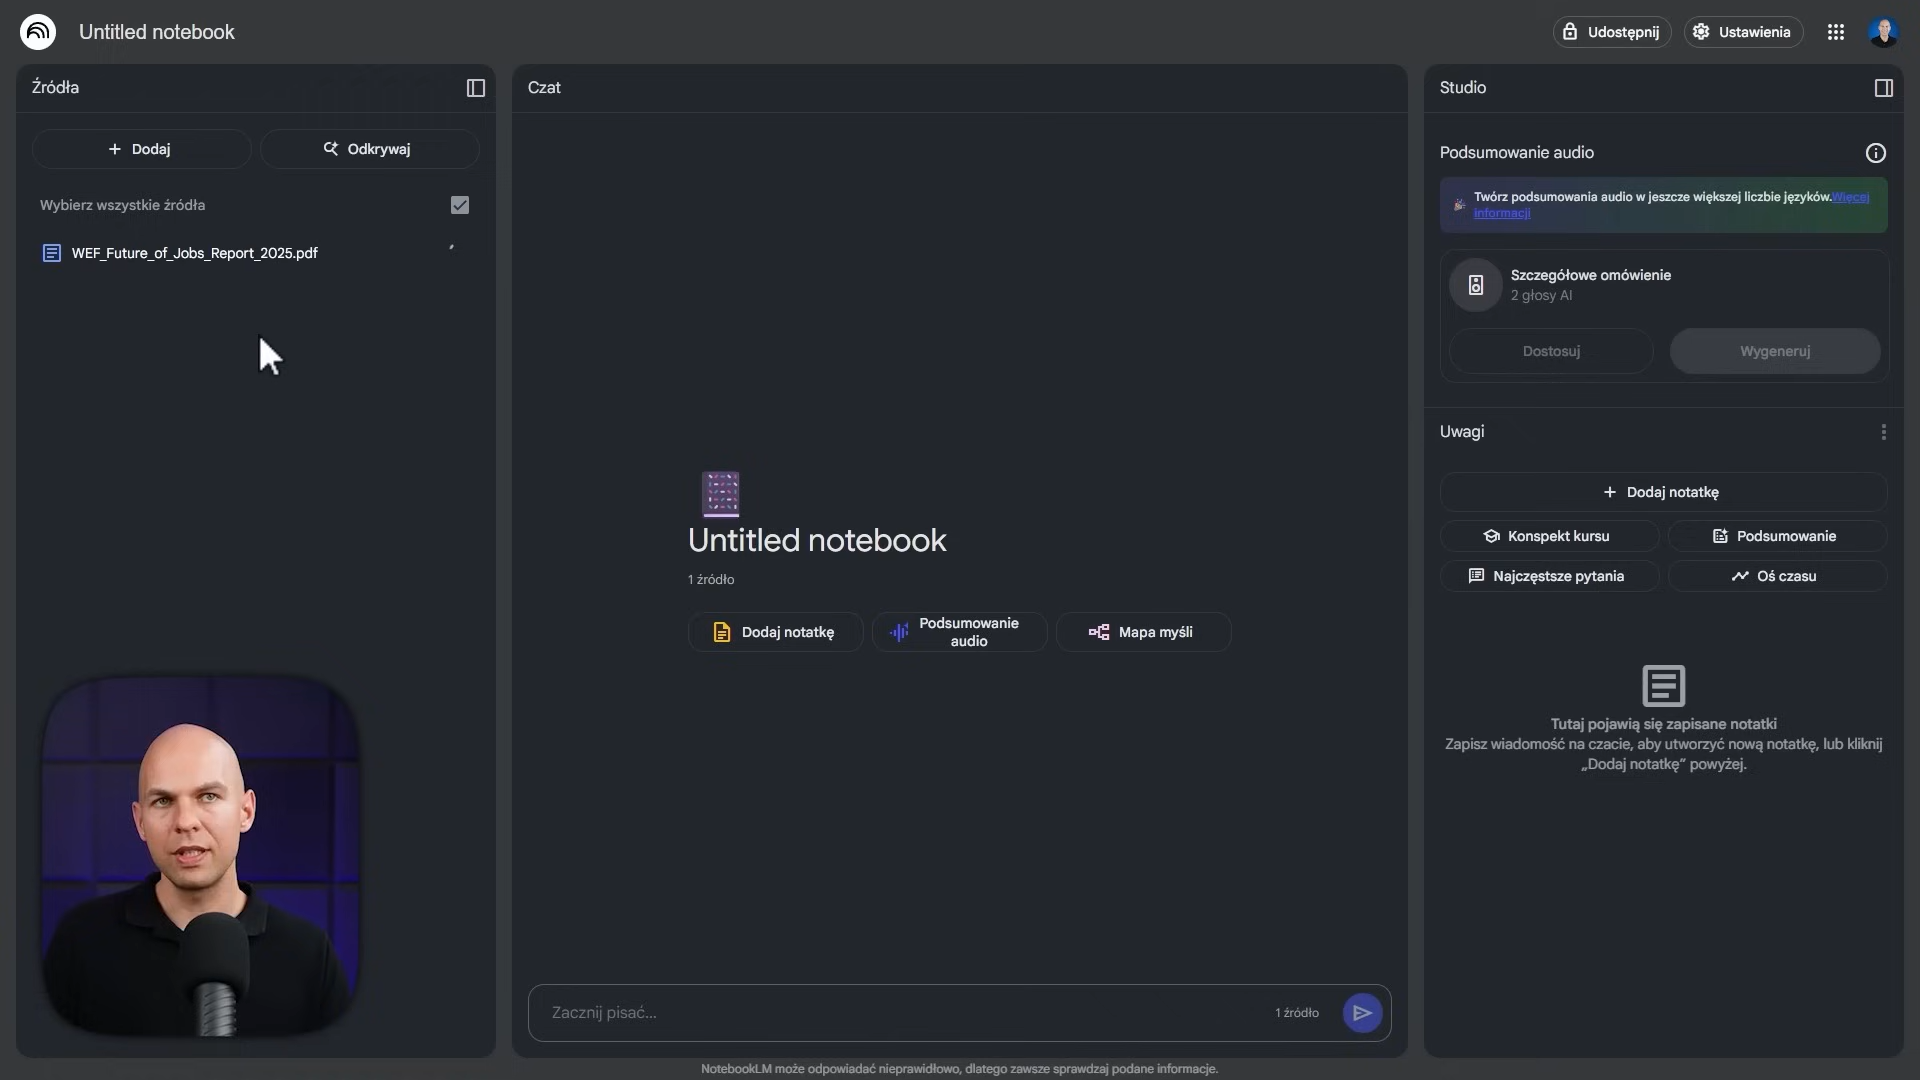 Untitled notebook
Udostępnij
Ustawienia
Źródła
Dodaj
Odkrywaj
Wybierz wszystkie źródła
WEF_Future_of_Jobs_Report_2025.pdf
Czat
Untitled notebook
1 źródło
Dodaj notatkę
Podsumowanie
audio
Mapa myśli
Zacznij pisać...
1 źródło
NotebookLM może odpowiadać nieprawidłowo, dlatego zawsze sprawdzaj podane informacje.
Studio
Podsumowanie audio
Twórz podsumowania audio w jeszcze większej liczbie języków.Więcej
informacji
Szczegółowe omówienie
2 głosy AI
Dostosuj
Wygeneruj
Uwagi
Dodaj notatkę
Konspekt kursu
Podsumowanie
Najczęstsze pytania
Oś czasu
Tutaj pojawią się zapisane notatki
Zapisz wiadomość na czacie, aby utworzyć nową notatkę, lub kliknij
„Dodaj notatkę” powyżej.